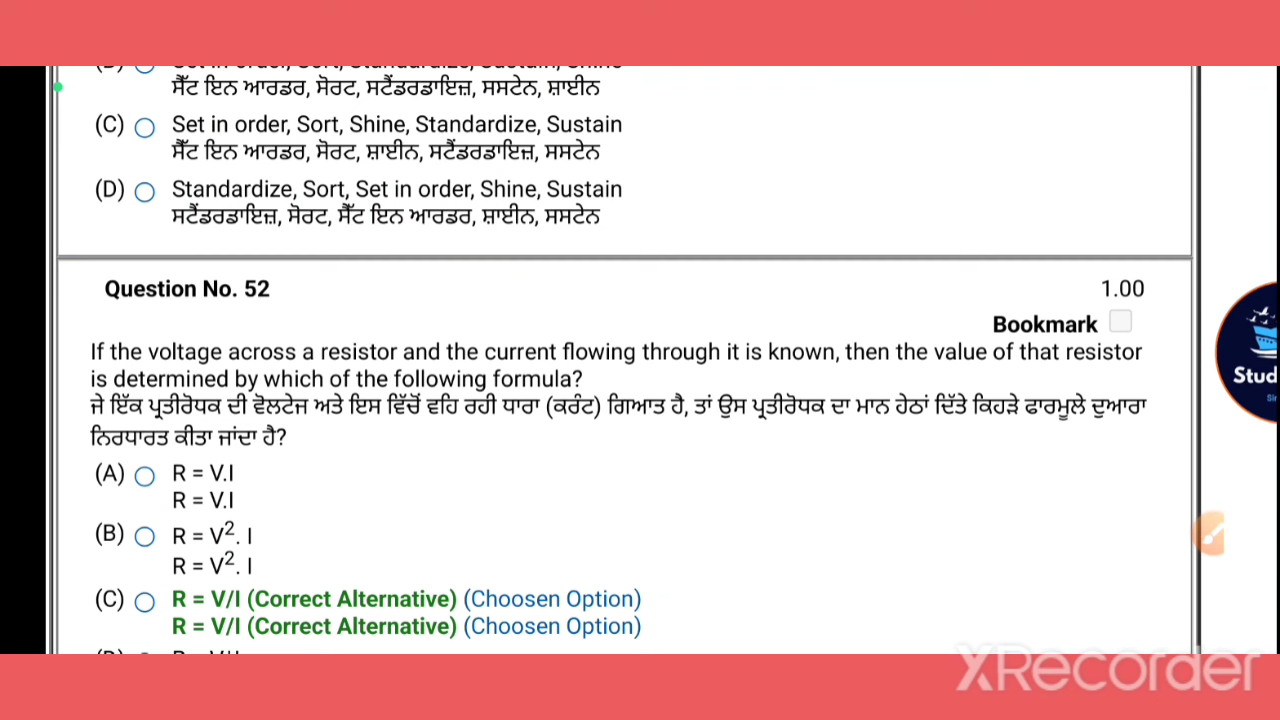 ਸੈੱਟ ਇਨ ਆਰਡਰ, ਸੋਰਟ, ਸਟੈਂਡਰਡਾਇਜ਼, ਸਸਟੇਨ, ਸ਼ਾਈਨ
(C) Set in order, Sort, Shine, Standardize, Sustain
ਸੈੱਟ ਇਨ ਆਰਡਰ, ਸੋਰਟ, ਸ਼ਾਈਨ, ਸਟੈਂਡਰਡਾਇਜ਼, ਸਸਟੇਨ
(D) Standardize, Sort, Set in order, Shine, Sustain
ਸਟੈਂਡਰਡਾਇਜ਼, ਸੋਰਟ, ਸੈੱਟ ਇਨ ਆਰਡਰ, ਸ਼ਾਈਨ, ਸਸਟੇਨ
Question No. 52 1.00
Bookmark
Stud
If the voltage across a resistor and the current flowing through it is known, then the value of that resistor
is determined by which of the following formula?
ਜੇ ਇੱਕ ਪ੍ਰਤੀਰੋਧਕ ਦੀ ਵੋਲਟੇਜ ਅਤੇ ਇਸ ਵਿੱਚੋਂ ਵਹਿ ਰਹੀ ਧਾਰਾ (ਕਰੰਟ) ਗਿਆਤ ਹੈ, ਤਾਂ ਉਸ ਪ੍ਰਤੀਰੋਧਕ ਦਾ ਮਾਨ ਹੇਠਾਂ ਦਿੱਤੇ ਕਿਹੜੇ ਫਾਰਮੂਲੇ ਦੁਆਰਾ
ਨਿਰਧਾਰਤ ਕੀਤਾ ਜਾਂਦਾ ਹੈ?
(A) R = V.I
R = V.I
(B) R = V². I
R = V². I
(C) R = V/I (Correct Alternative) (Choosen Option)
R = V/I (Correct Alternative) (Choosen Option)
XRecorder